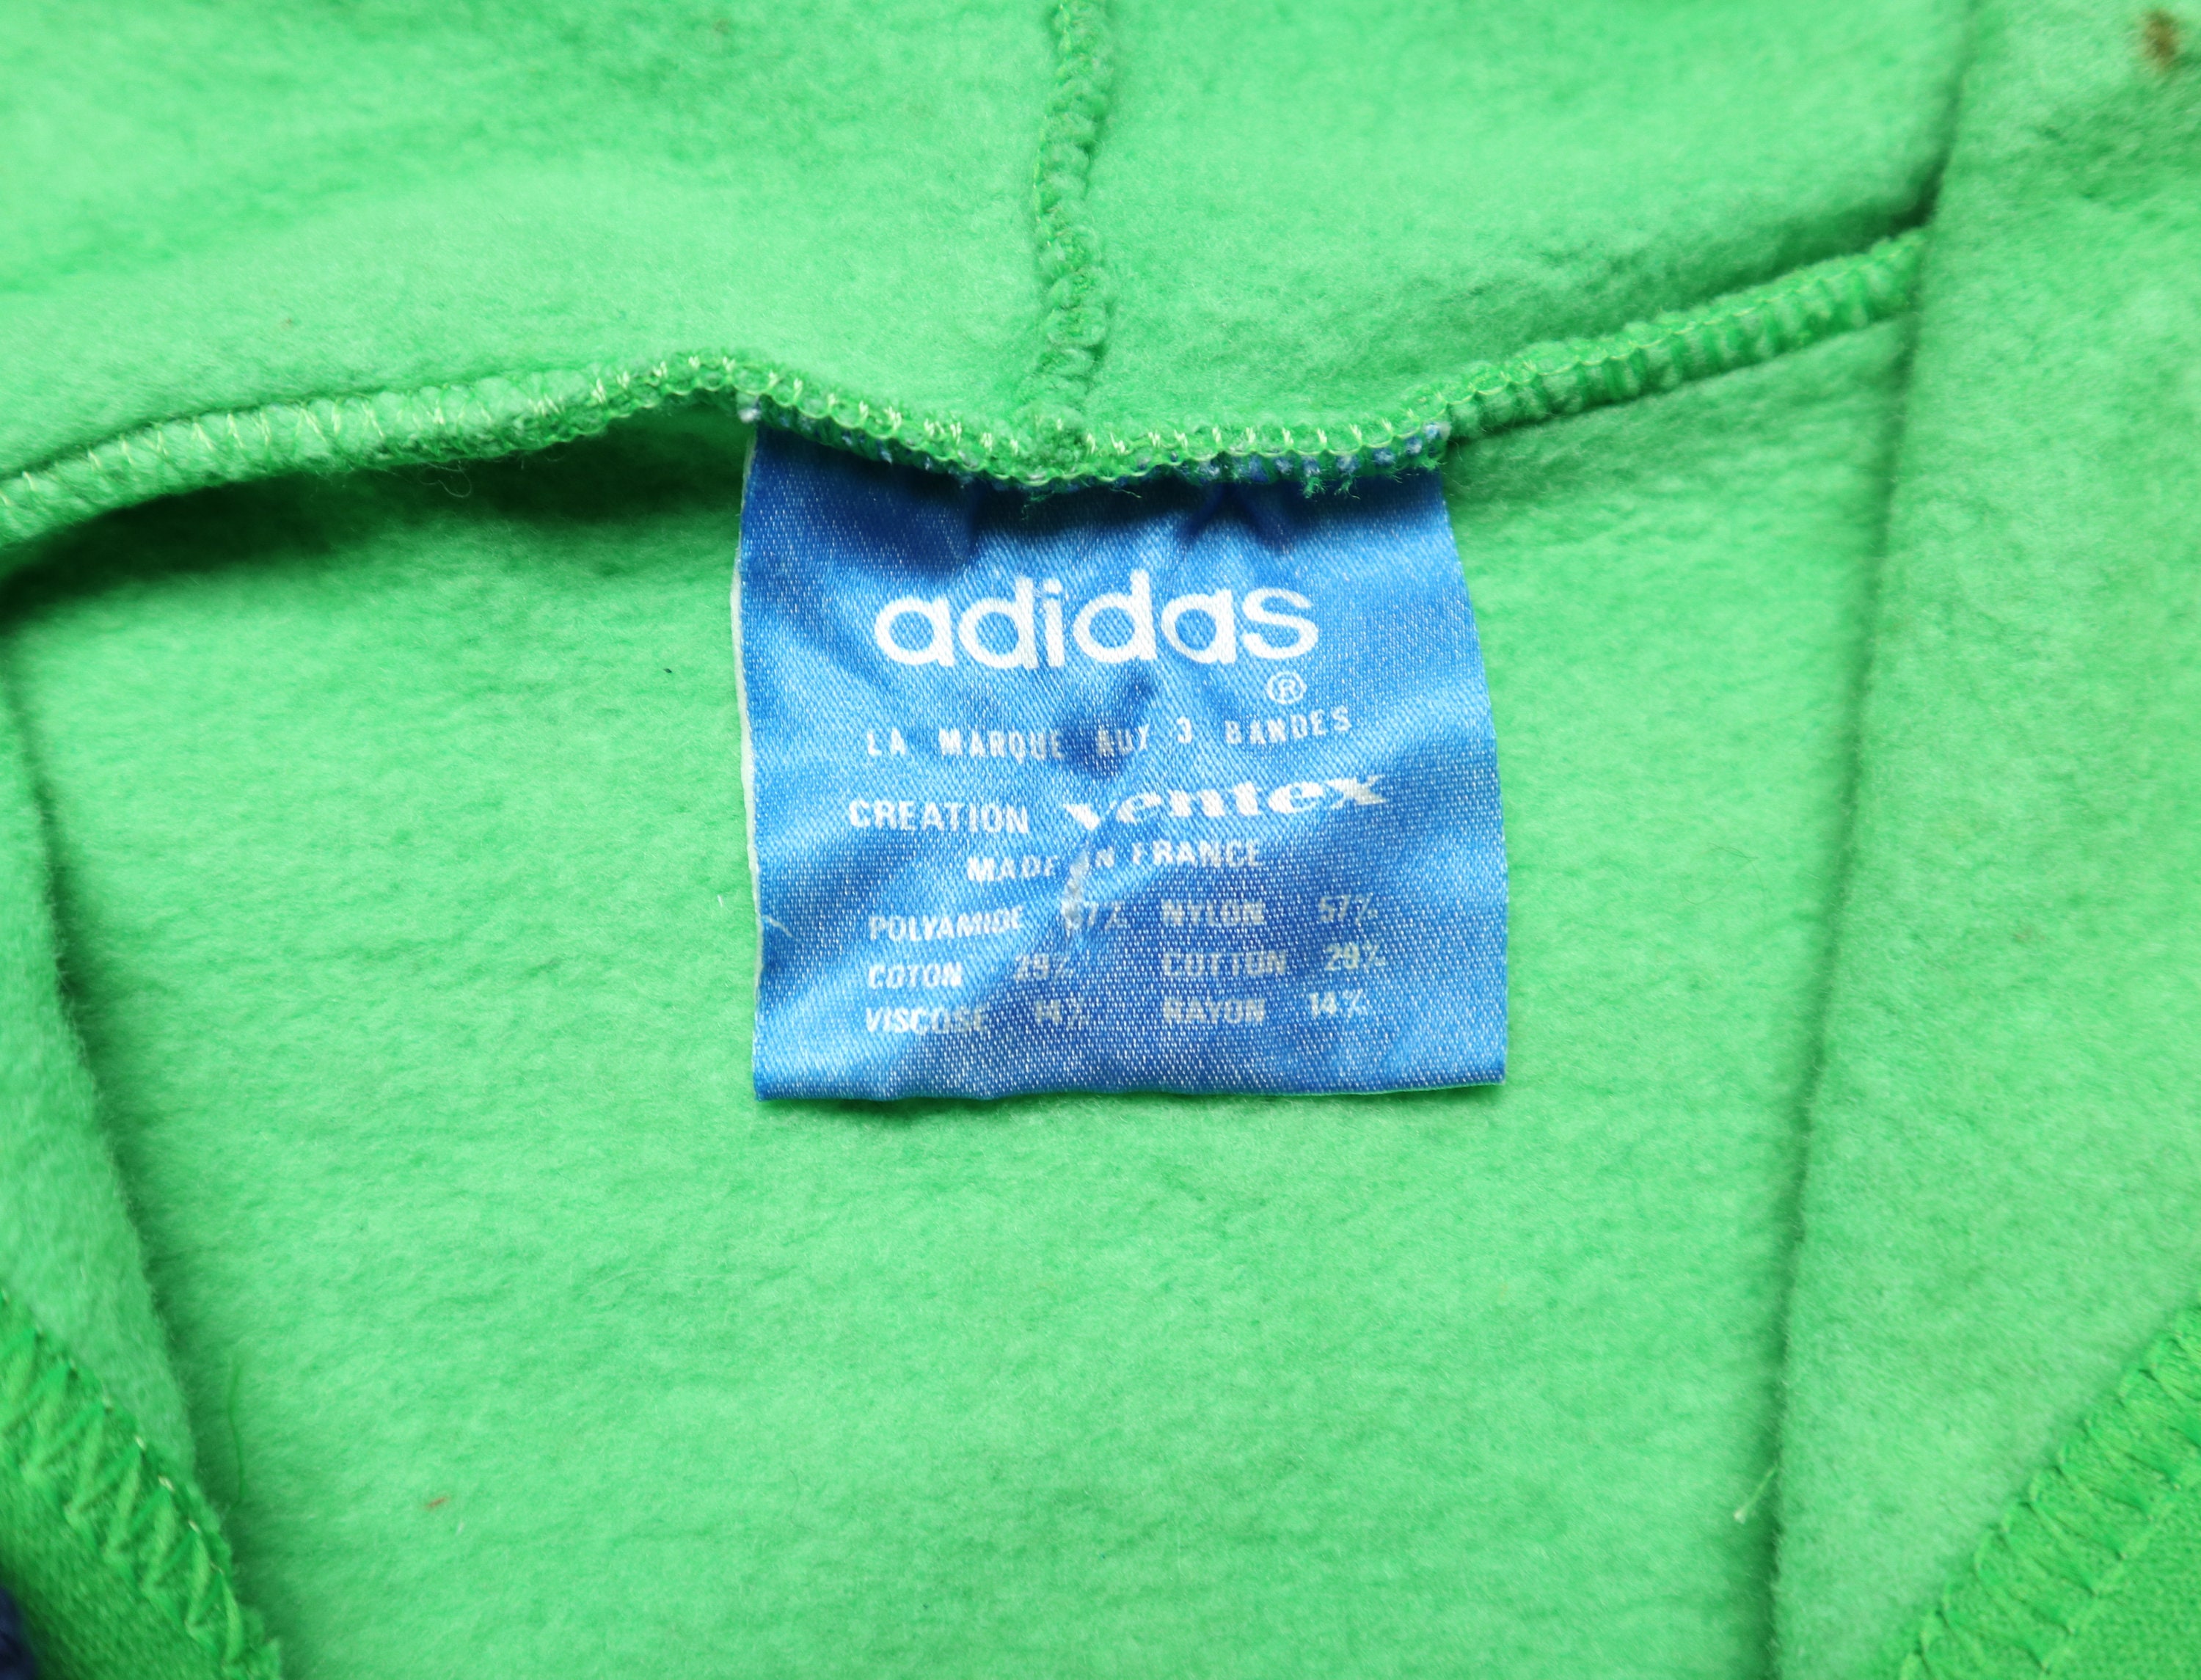 adidas
®
LA MARQUE AUX 3 BANDES
CREATION ventex
MADE IN FRANCE
POLYAMIDE 57% NYLON 57%
COTON 29% COTTON 29%
VISCOSE 14% RAYON 14%